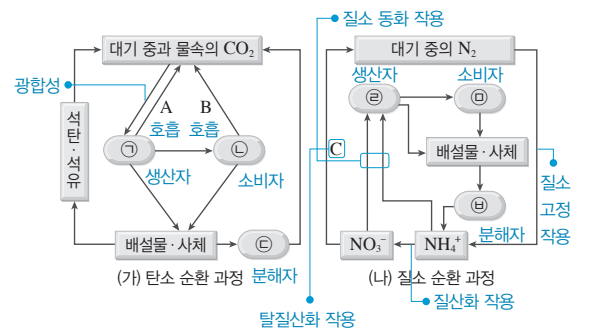 질소 동화 작용
대기 중과 물속의 CO₂
대기 중의 N₂
광합성
생산자
소비자
A
B
호흡
호흡
㉣
㉤
석탄·석유
㉠
㉡
C
배설물·사체
생산자
소비자
질소
고정
작용
㉥
분해자
배설물·사체
㉢
NO₃⁻
NH₄⁺
(가) 탄소 순환 과정
분해자
(나) 질소 순환 과정
질산화 작용
탈질산화 작용